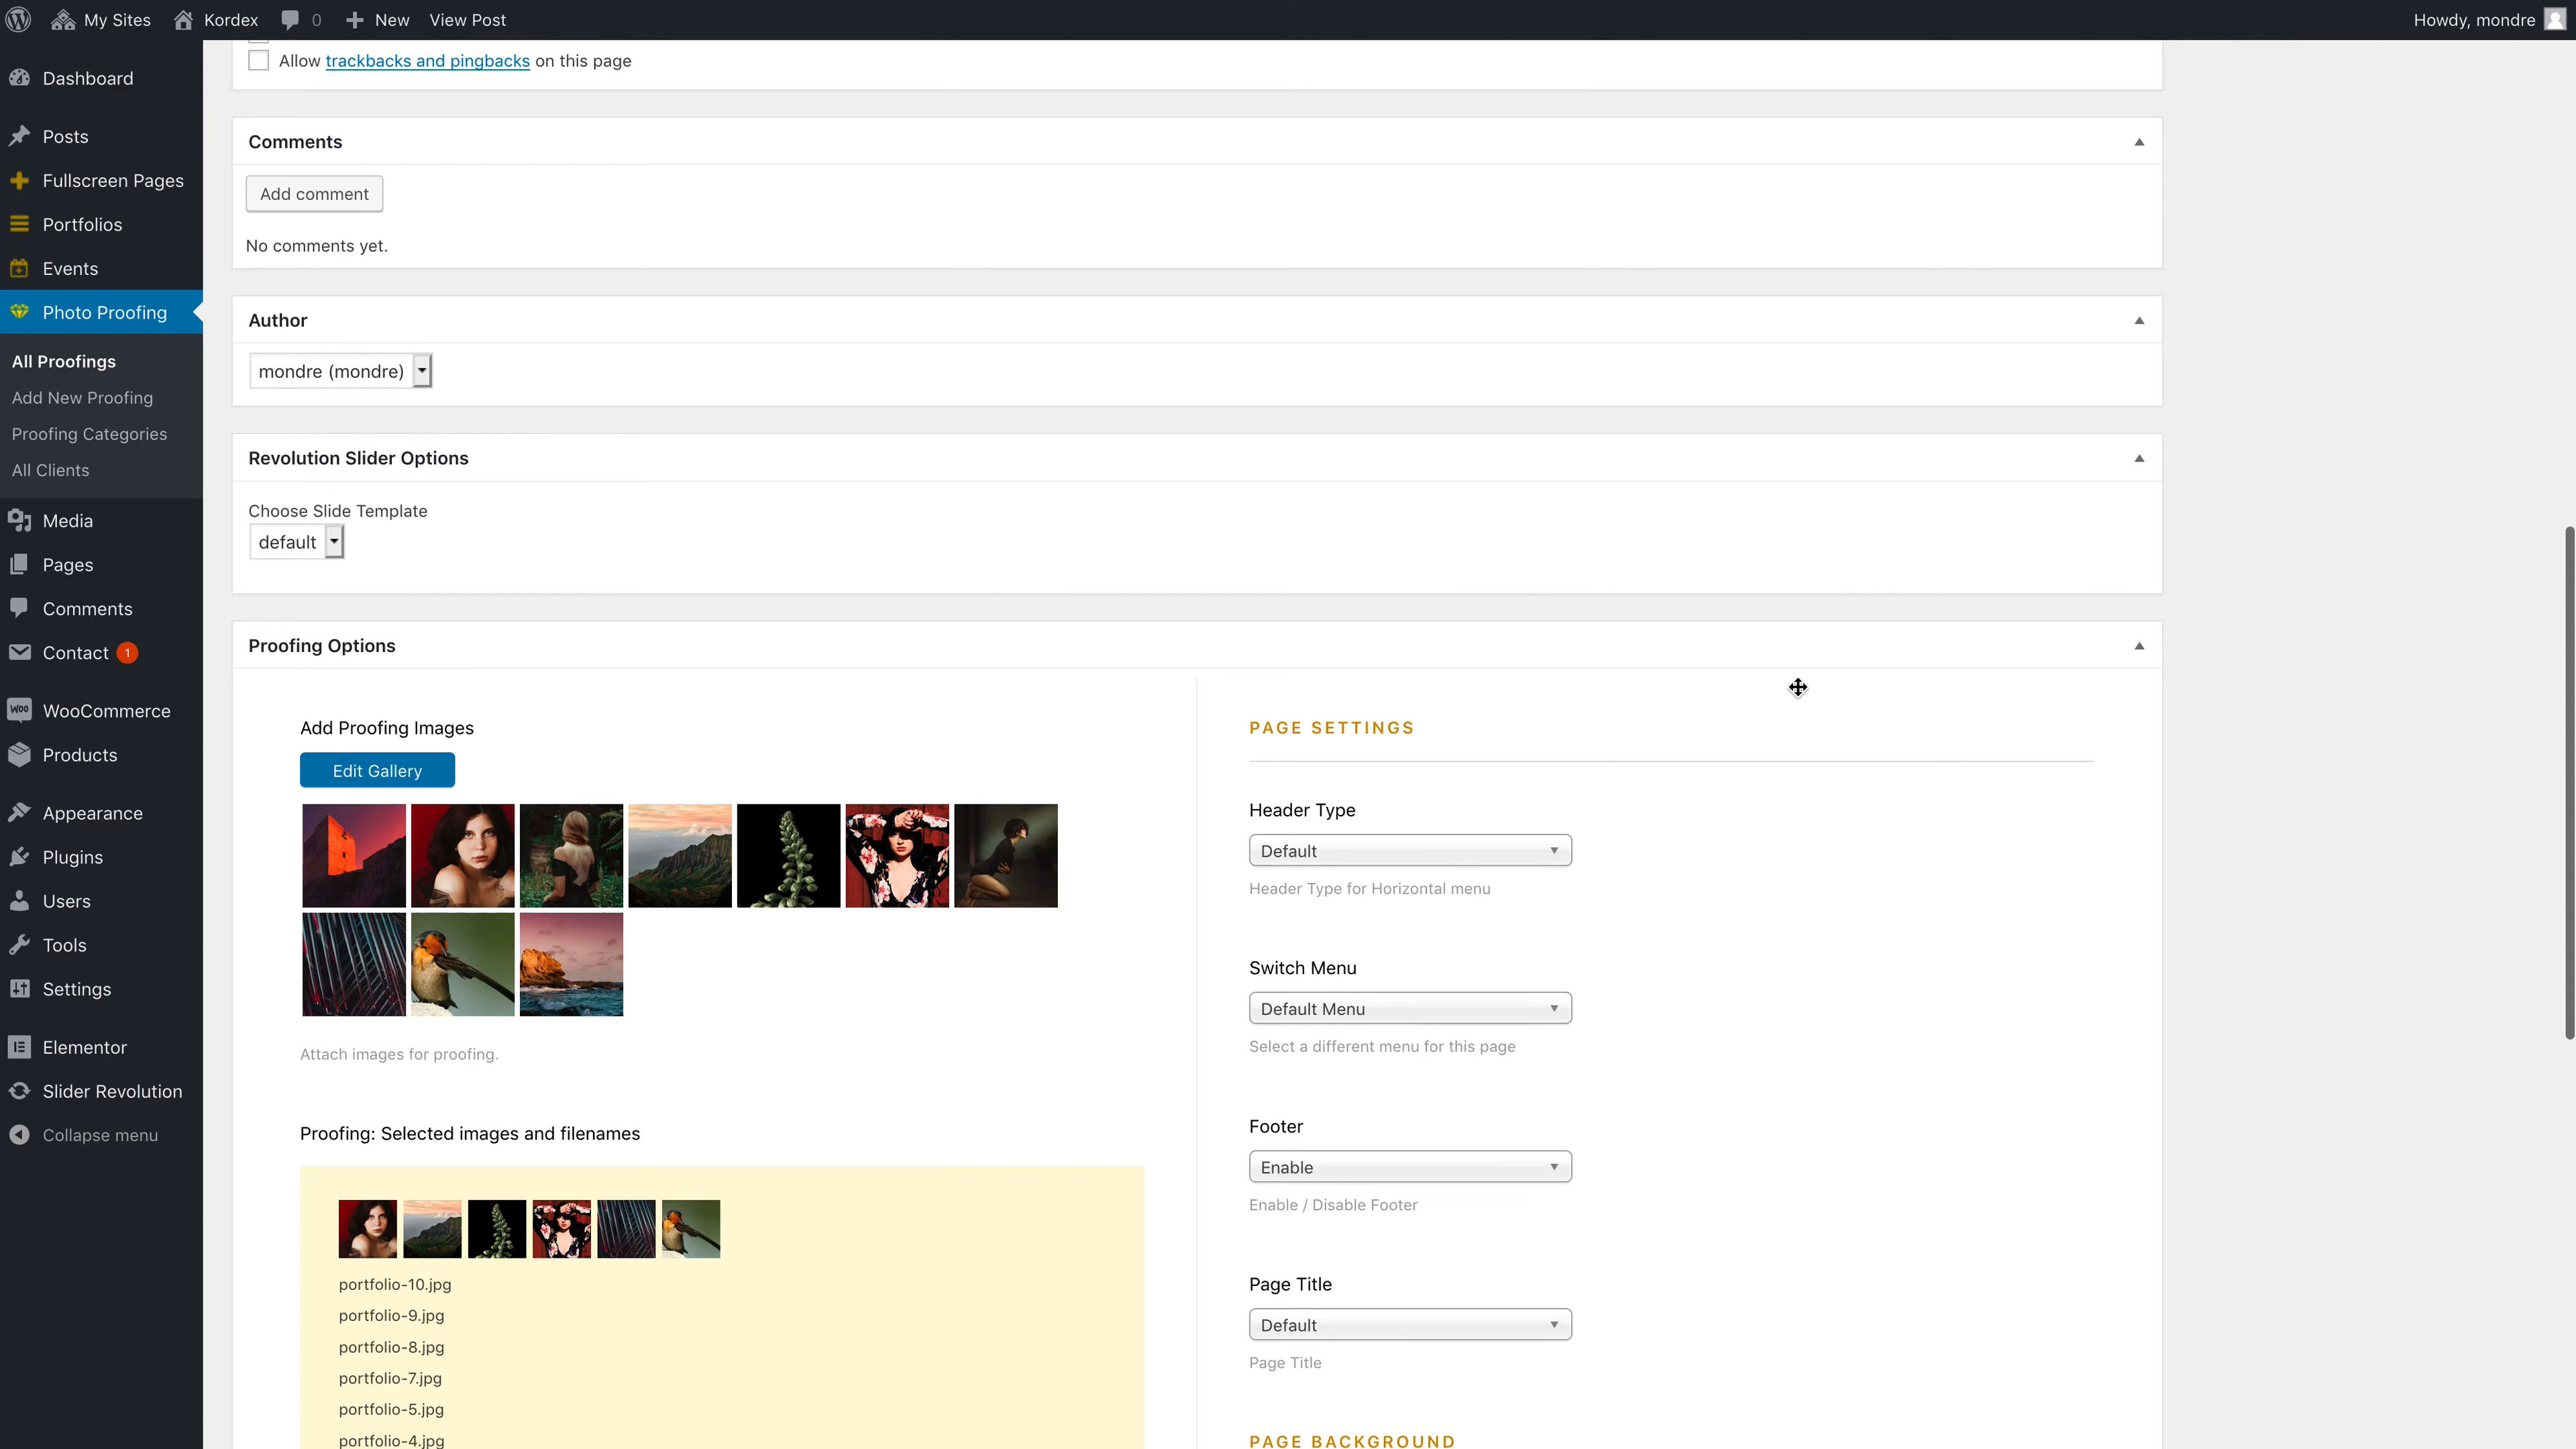 My Sites
Kordex
0
New
View Post
Howdy, mondre
Dashboard
Posts
Fullscreen Pages
Portfolios
Events
Photo Proofing
All Proofings
Add New Proofing
Proofing Categories
All Clients
Media
Pages
Comments
Contact 1
WooCommerce
Products
Appearance
Plugins
Users
Tools
Settings
Elementor
Slider Revolution
Collapse menu
Allow trackbacks and pingbacks on this page
Comments
Add comment
No comments yet.
Author
mondre (mondre)
Revolution Slider Options
Choose Slide Template
default
Proofing Options
Add Proofing Images
Edit Gallery
Attach images for proofing.
Proofing: Selected images and filenames
portfolio-10.jpg
portfolio-9.jpg
portfolio-8.jpg
portfolio-7.jpg
portfolio-5.jpg
portfolio-4.jpg
PAGE SETTINGS
Header Type
Default
Header Type for Horizontal menu
Switch Menu
Default Menu
Select a different menu for this page
Footer
Enable
Enable / Disable Footer
Page Title
Default
Page Title
PAGE BACKGROUND